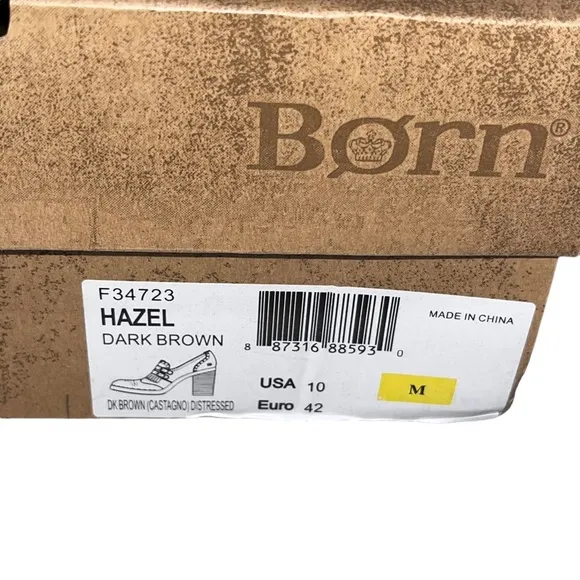 Børn®
F34723
HAZEL
DARK BROWN
8 87316 88593 0
MADE IN CHINA
USA 10
Euro 42
M
DK BROWN (CASTAGNO) DISTRESSED